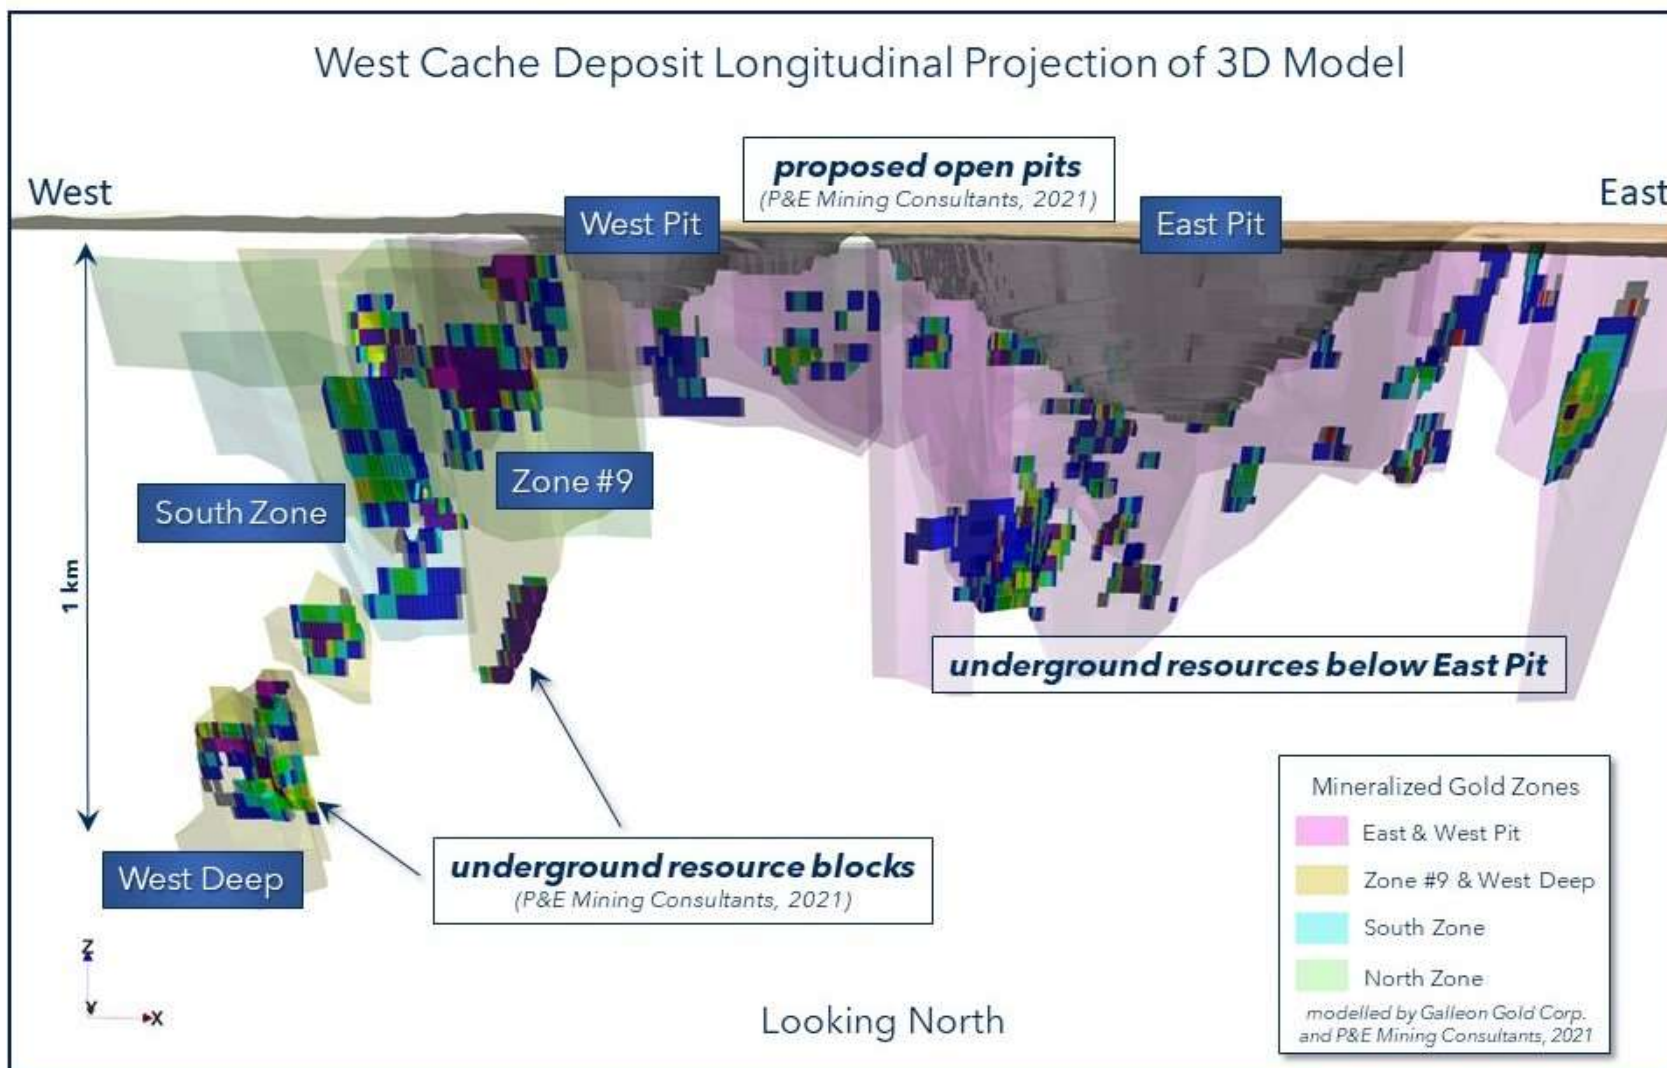 West Cache Deposit Longitudinal Projection of 3D Model
proposed open pits
(P&E Mining Consultants, 2021)
West
East
West Pit
East Pit
Zone #9
South Zone
1 km
underground resources below East Pit
underground resource blocks
(P&E Mining Consultants, 2021)
West Deep
Mineralized Gold Zones
East & West Pit
Zone #9 & West Deep
South Zone
North Zone
modelled by Galleon Gold Corp.
and P&E Mining Consultants, 2021
Z
Y
X
Looking North